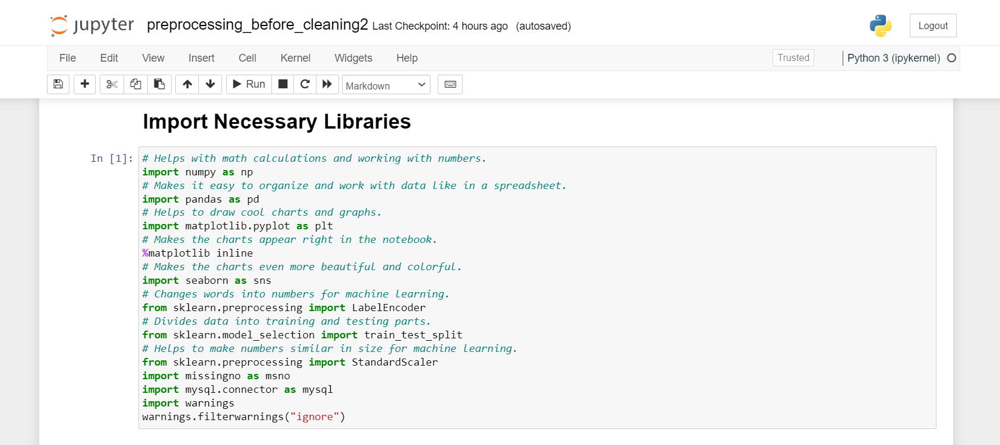 jupyter preprocessing_before_cleaning2 Last Checkpoint: 4 hours ago (autosaved)
Logout
File Edit View Insert Cell Kernel Widgets Help
Trusted
Python 3 (ipykernel)
Run
Markdown
Import Necessary Libraries
In [1]:
# Helps with math calculations and working with numbers.
import numpy as np
# Makes it easy to organize and work with data like in a spreadsheet.
import pandas as pd
# Helps to draw cool charts and graphs.
import matplotlib.pyplot as plt
# Makes the charts appear right in the notebook.
%matplotlib inline
# Makes the charts even more beautiful and colorful.
import seaborn as sns
# Changes words into numbers for machine learning.
from sklearn.preprocessing import LabelEncoder
# Divides data into training and testing parts.
from sklearn.model_selection import train_test_split
# Helps to make numbers similar in size for machine learning.
from sklearn.preprocessing import StandardScaler
import missingno as msno
import mysql.connector as mysql
import warnings
warnings.filterwarnings("ignore")